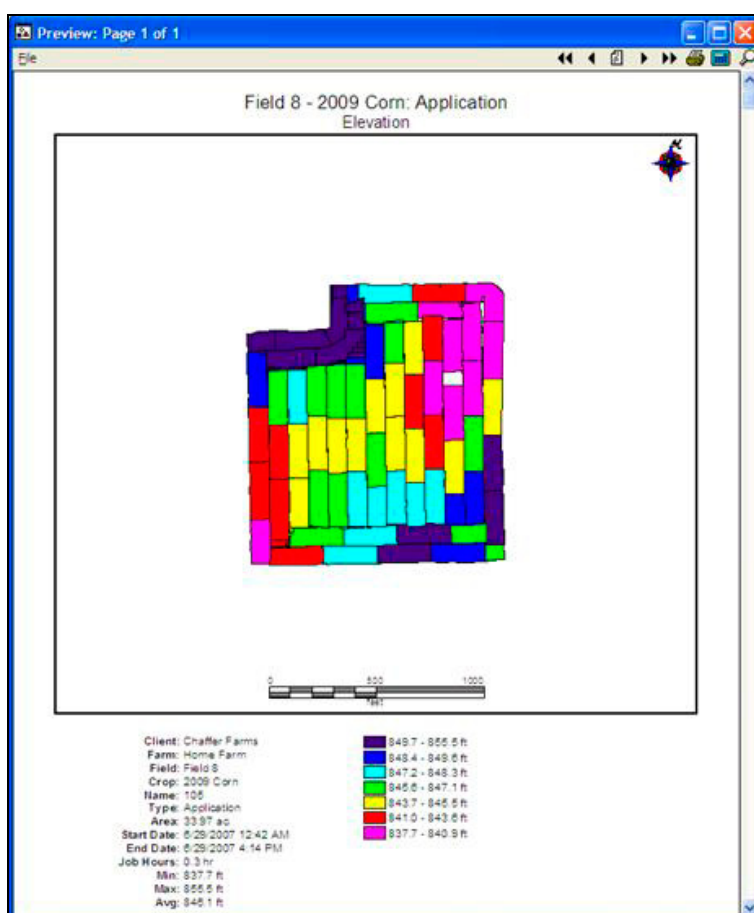 Preview: Page 1 of 1
File
Field 8 - 2009 Corn: Application
Elevation
N
0 500 1000
Client: Chaffer Farms
Farm: Home Farm
Field: Field 8
Crop: 2009 Corn
Name: 105
Type: Application
Area: 33.97 ac
Start Date: 6/29/2007 12:42 AM
End Date: 6/29/2007 4:14 PM
Job Hours: 0.3 hr
Min: 837.7 ft
Max: 855.5 ft
Avg: 845.1 ft
849.7 - 855.5 ft
848.4 - 849.6 ft
847.2 - 848.3 ft
845.6 - 847.1 ft
843.7 - 845.5 ft
841.0 - 843.6 ft
837.7 - 840.9 ft